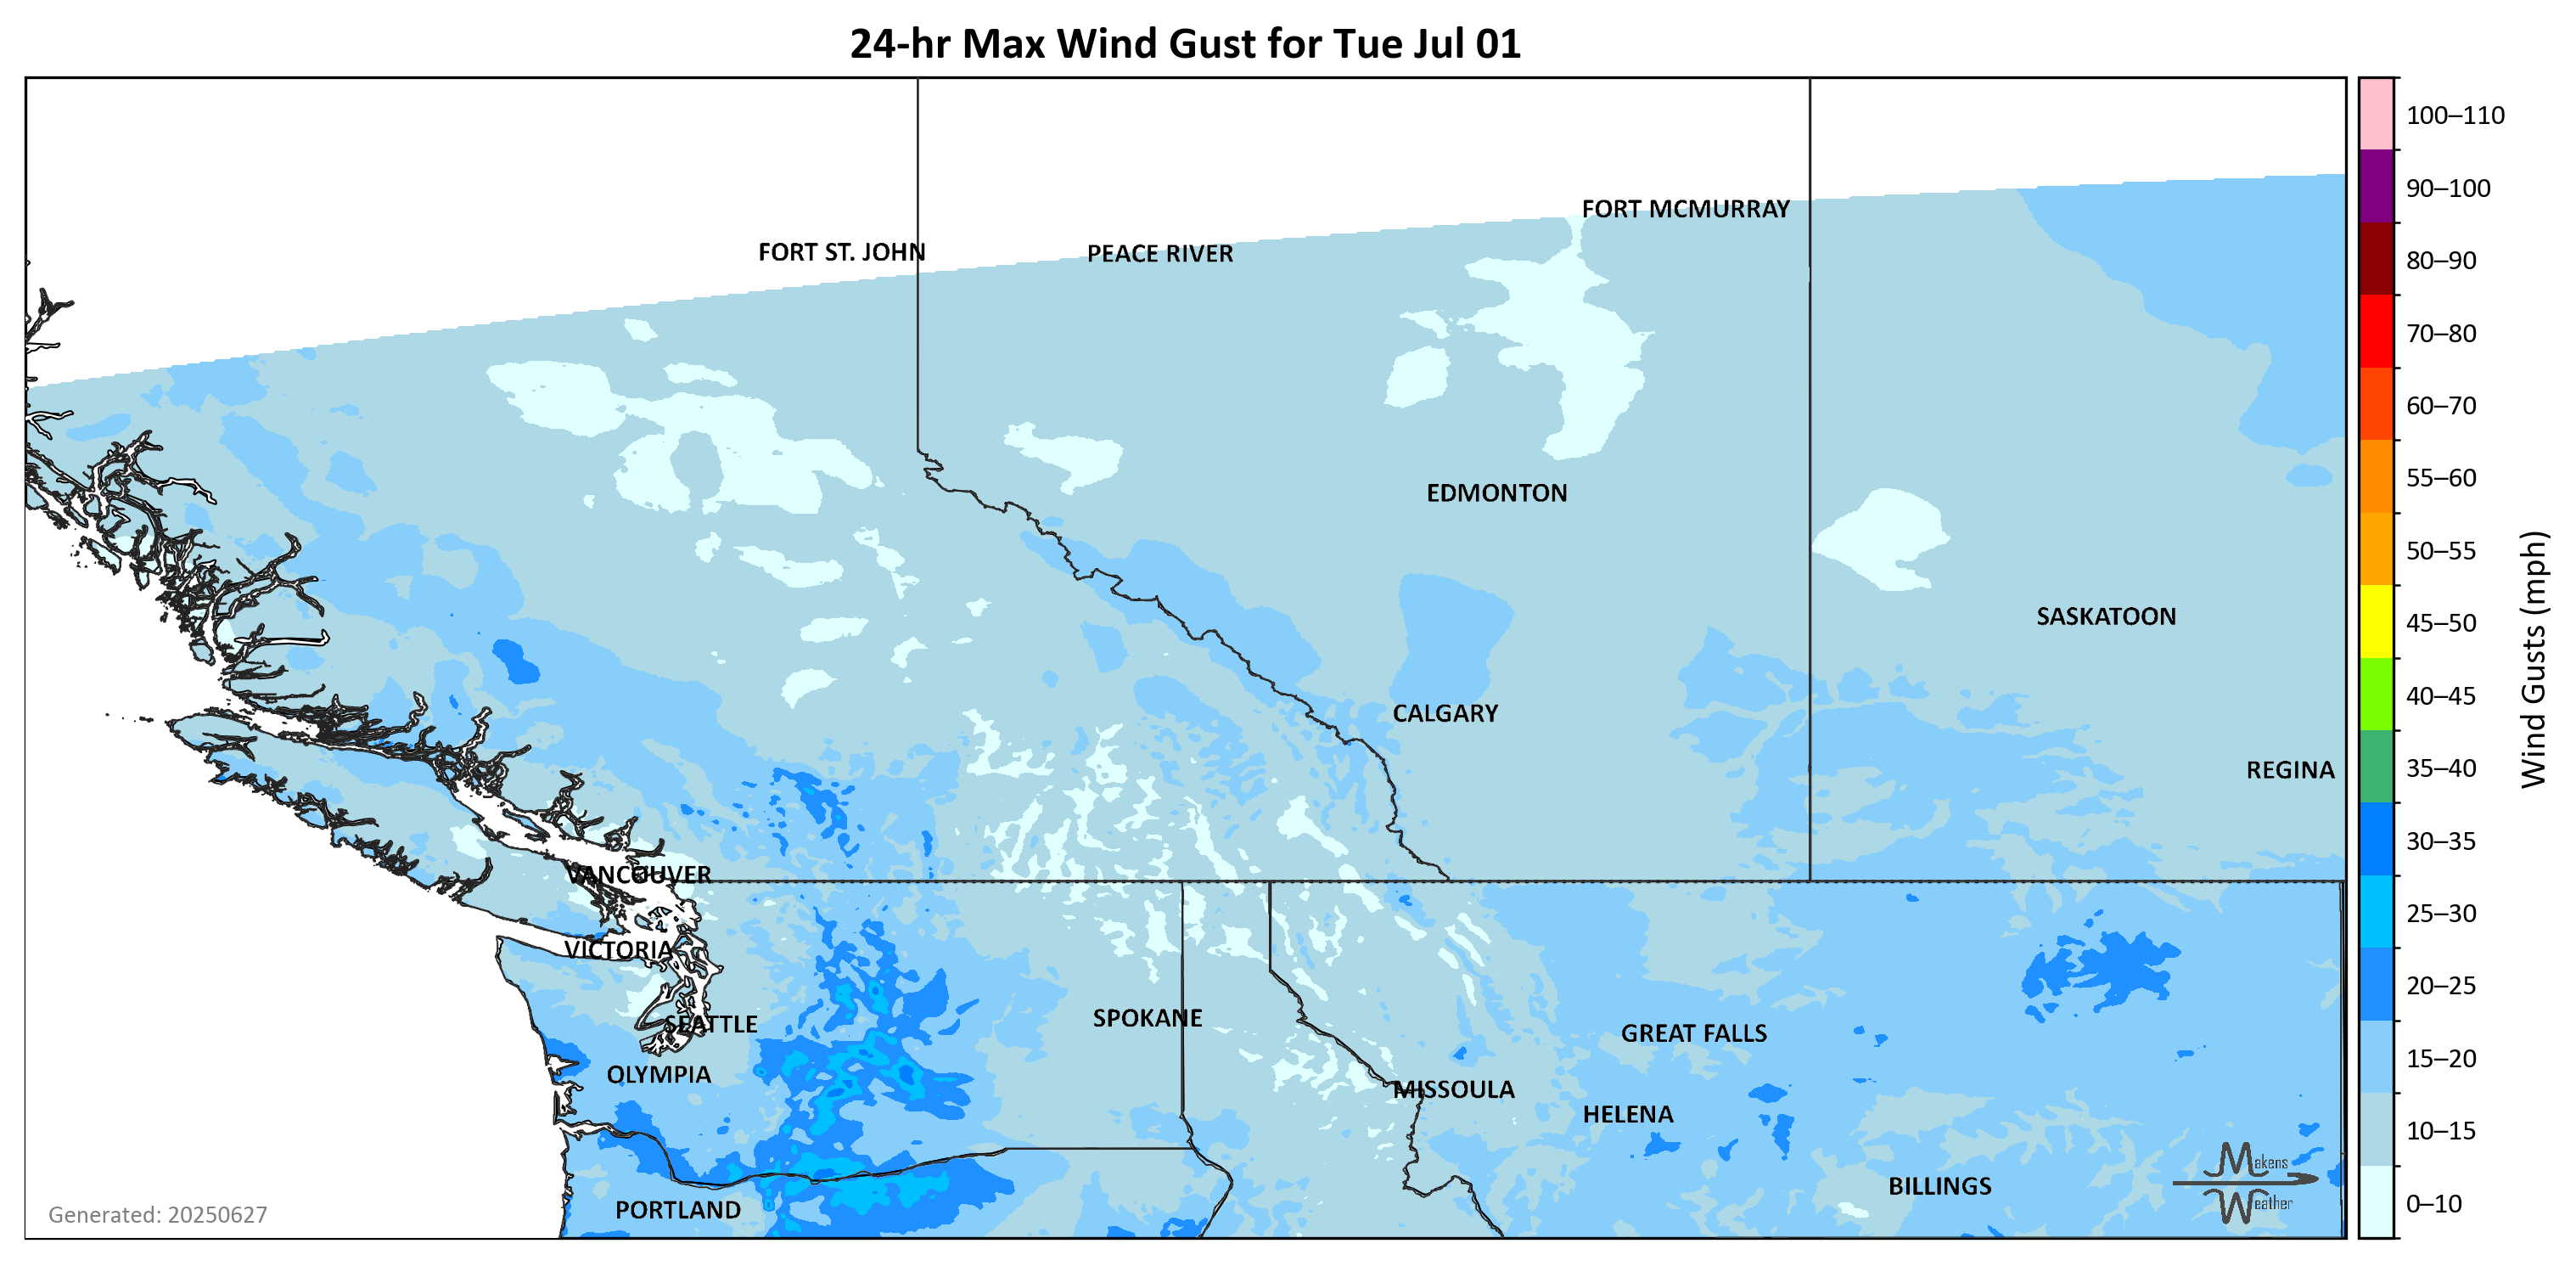 24-hr Max Wind Gust for Tue Jul 01
FORT MCMURRAY
FORT ST. JOHN
PEACE RIVER
EDMONTON
SASKATOON
CALGARY
REGINA
VANCOUVER
VICTORIA
SPOKANE
SEATTLE
GREAT FALLS
OLYMPIA
MISSOULA
HELENA
BILLINGS
PORTLAND
Makens
Weather
Generated: 20250627
100–110
90–100
80–90
70–80
60–70
55–60
50–55
45–50
40–45
35–40
30–35
25–30
20–25
15–20
10–15
0–10
Wind Gusts (mph)